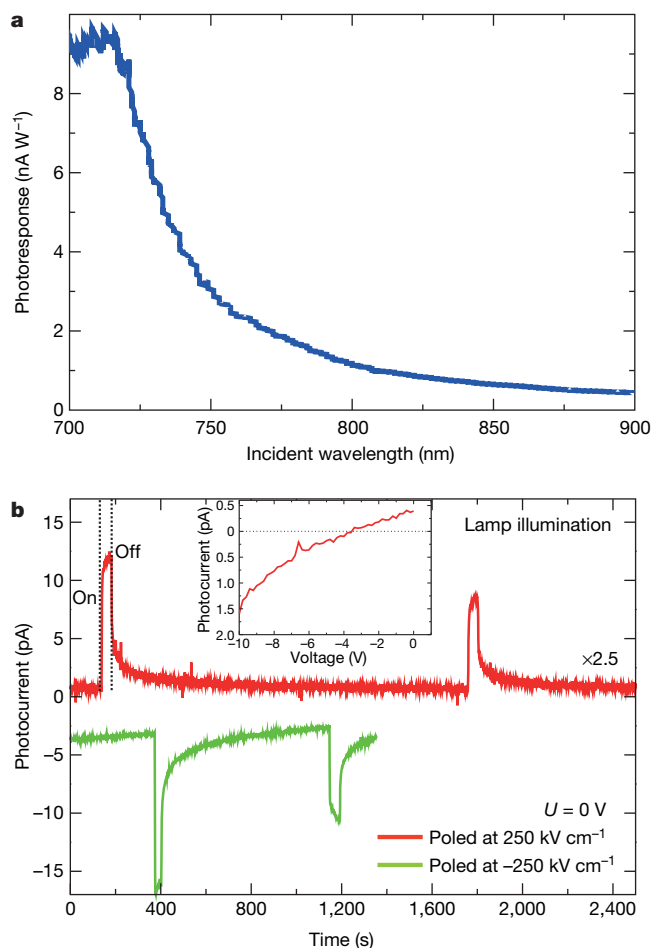 a
Photoresponse (nA W⁻¹)
8
6
4
2
0
700 750 800 850 900
Incident wavelength (nm)
b
Photocurrent (pA)
15
10
5
0
−5
−10
−15
On
Off
Photocurrent (pA)
0.5
0
0.5
1.0
1.5
2.0
−10 −8 −6 −4 −2 0
Voltage (V)
Lamp illumination
×2.5
U = 0 V
Poled at 250 kV cm⁻¹
Poled at –250 kV cm⁻¹
0 400 800 1,200 1,600 2,000 2,400
Time (s)